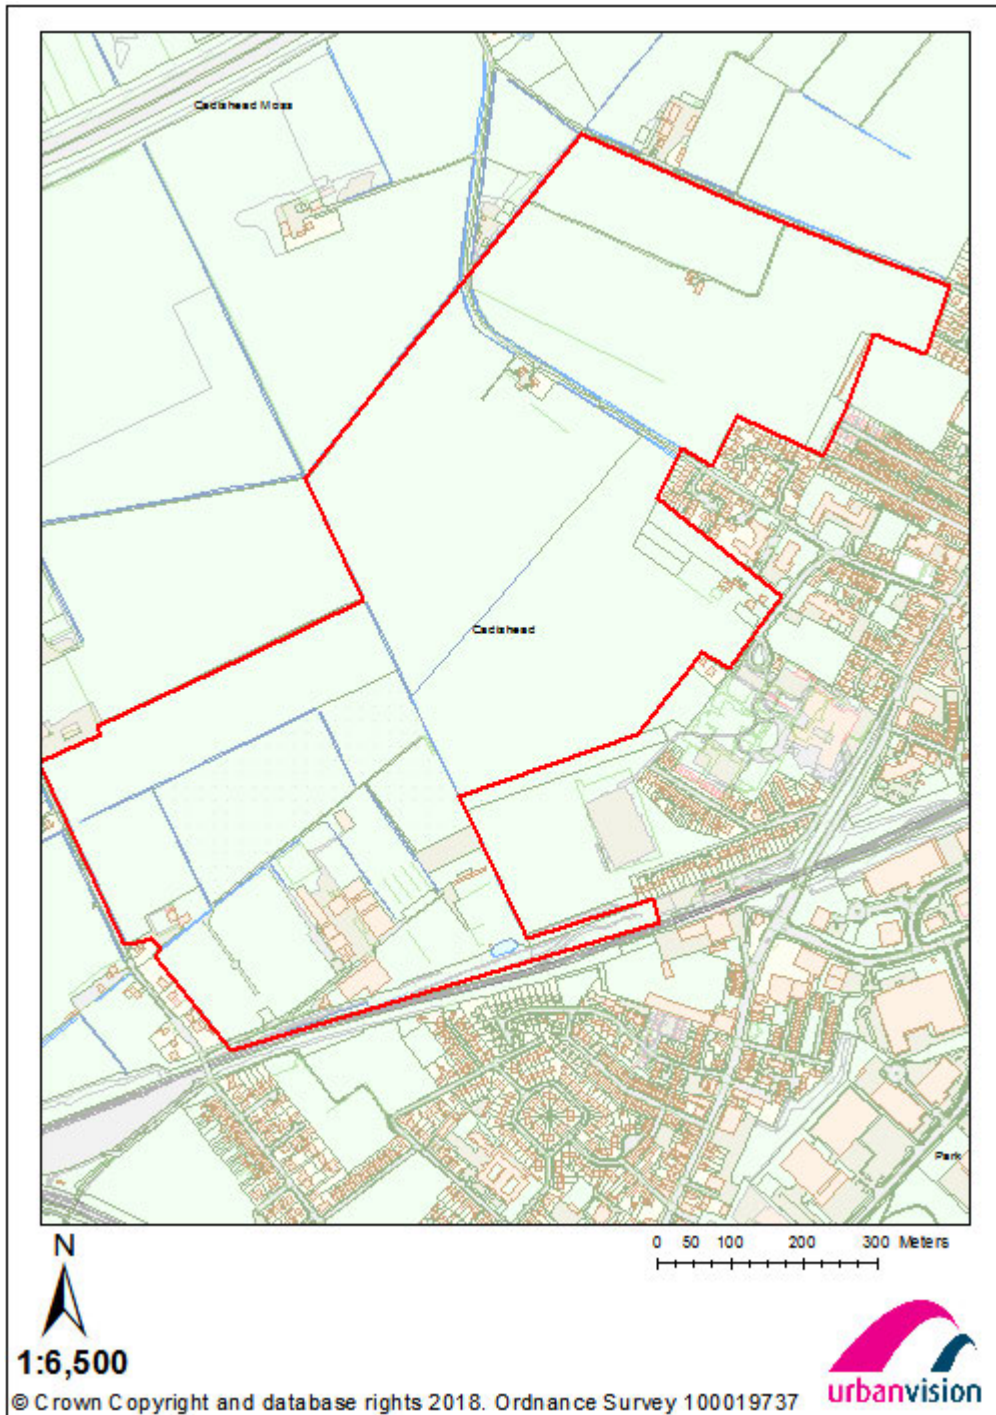 Cadishead Moss
Cadishead
Park
N
0 50 100 200 300 Meters
1:6,500
urbanvision
© Crown Copyright and database rights 2018. Ordnance Survey 100019737